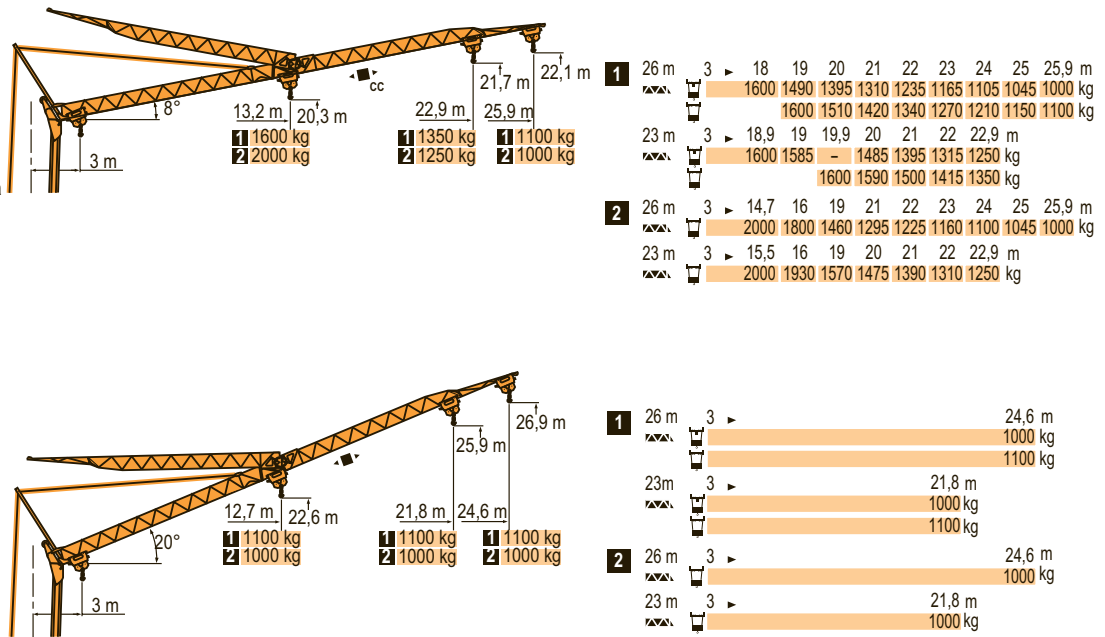 22,1 m
21,7 m
cc
8°
13,2 m
20,3 m
22,9 m
25,9 m
1 1600 kg
2 2000 kg
1 1350 kg
2 1250 kg
1 1100 kg
2 1000 kg
3 m
1 26 m 3 ► 18 19 20 21 22 23 24 25 25,9 m
1600 1490 1395 1310 1235 1165 1105 1045 1000 kg
1600 1510 1420 1340 1270 1210 1150 1100 kg
23 m 3 ► 18,9 19 19,9 20 21 22 22,9 m
1600 1585 – 1485 1395 1315 1250 kg
1600 1590 1500 1415 1350 kg
2 26 m 3 ► 14,7 16 19 21 22 23 24 25 25,9 m
2000 1800 1460 1295 1225 1160 1100 1045 1000 kg
23 m 3 ► 15,5 16 19 20 21 22 22,9 m
2000 1930 1570 1475 1390 1310 1250 kg
26,9 m
25,9 m
20°
12,7 m
22,6 m
21,8 m
24,6 m
1 1100 kg
2 1000 kg
1 1100 kg
2 1000 kg
1 1100 kg
2 1000 kg
3 m
1 26 m 3 ► 24,6 m
1000 kg
1100 kg
23m 3 ► 21,8 m
1000 kg
1100 kg
2 26 m 3 ► 24,6 m
1000 kg
23 m 3 ► 21,8 m
1000 kg